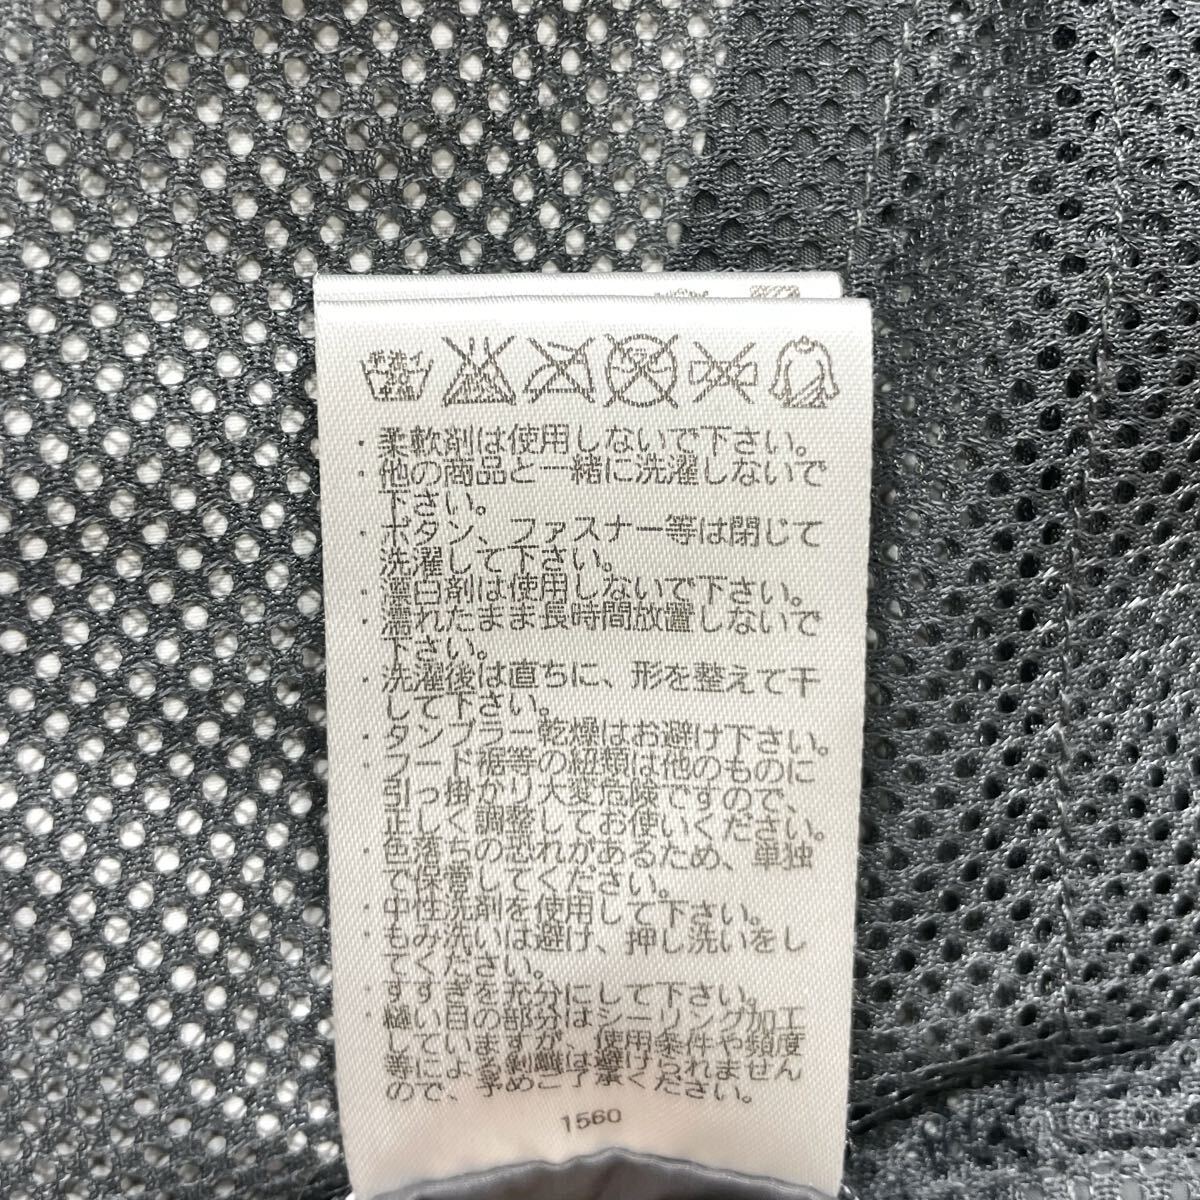 手洗イ
・柔軟剤は使用しないで下さい。
・他の商品と一緒に洗濯しないで
下さい。
・ボタン、ファスナー等は閉じて
洗濯して下さい。
・漂白剤は使用しないで下さい。
・濡れたまま長時間放置しないで
下さい。
・洗濯後は直ちに、形を整えて干
して下さい。
・タンブラー乾燥はお避け下さい。
・フード裾等の紐類は他のものに
引っ掛かり大変危険ですので、
正しく調整してお使いください。
・色落ちの恐れがあるため、単独
で保管してください。
・中性洗剤を使用して下さい。
・もみ洗いは避け、押し洗いをし
てください。
・すすぎを充分にして下さい。
・縫い目の部分はシーリング加工
していますが、使用条件や頻度
等による剥離は避けられません
ので、予めご了承ください。
1560